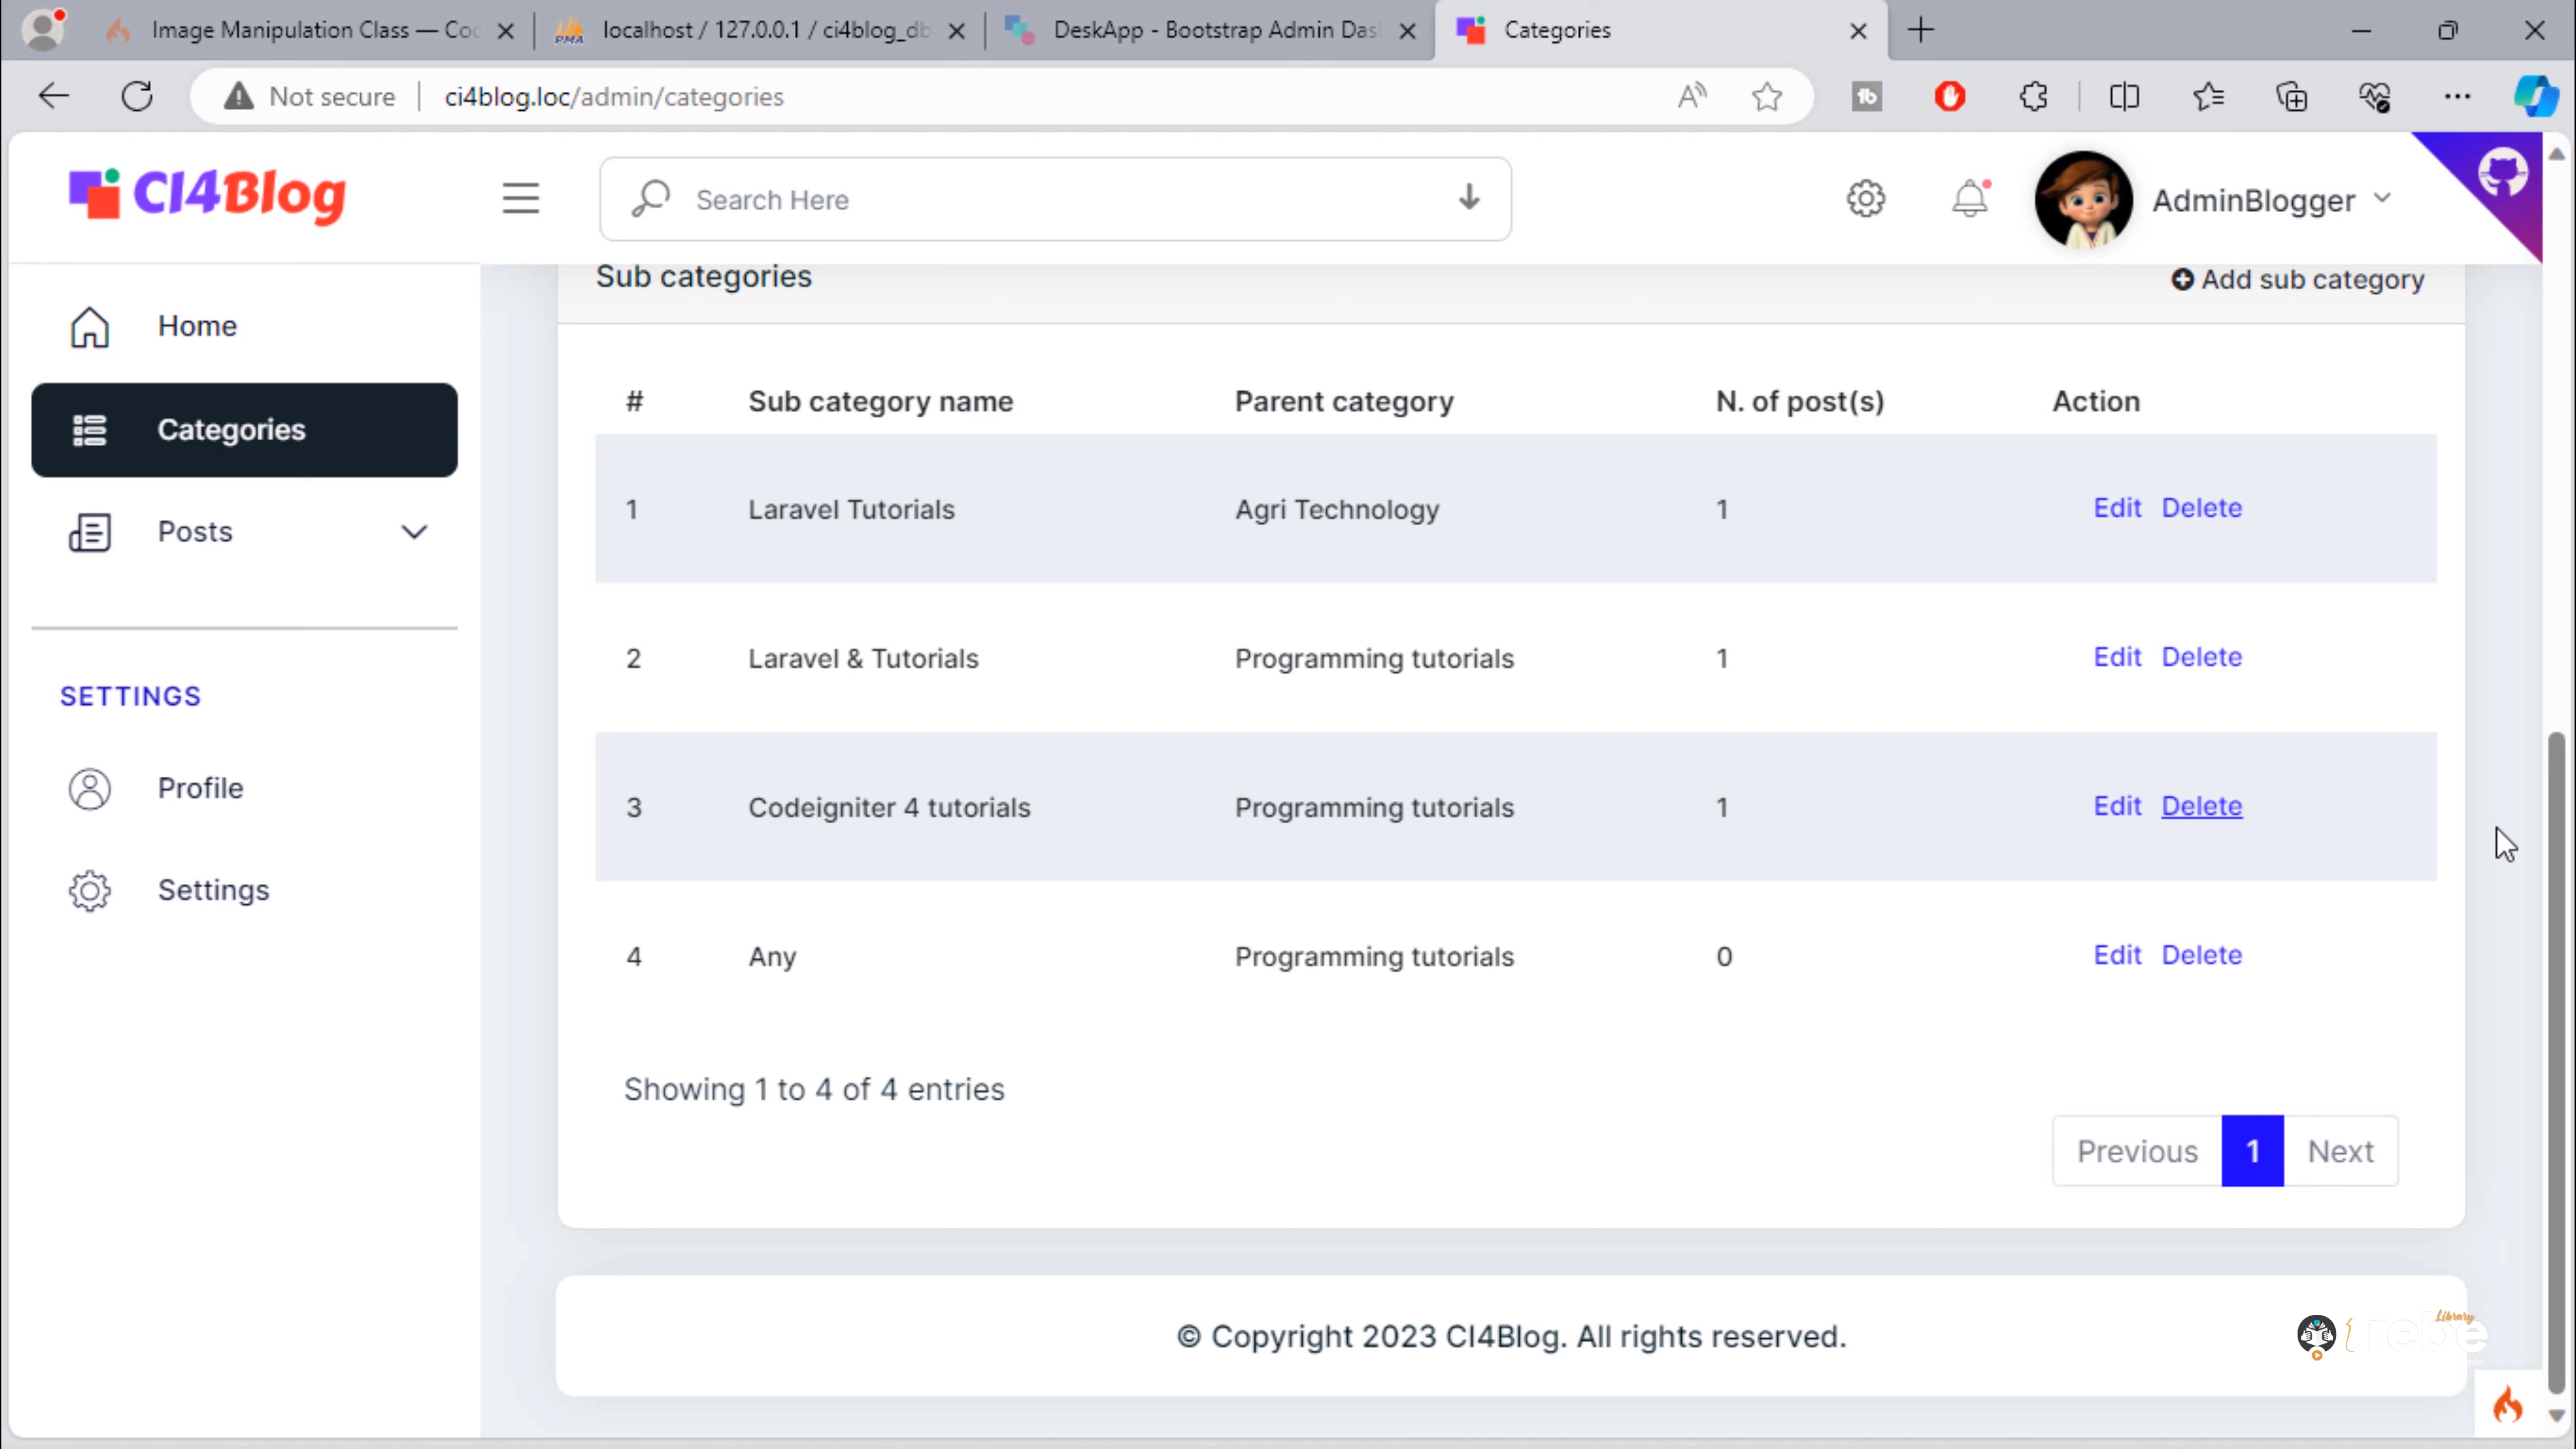 Image Manipulation Class — Coc
localhost / 127.0.0.1 / ci4blog_db
DeskApp - Bootstrap Admin Das
Categories
Not secure
ci4blog.loc/admin/categories
CI4Blog
Search Here
AdminBlogger
Home
Categories
Posts
SETTINGS
Profile
Settings
Sub categories
Add sub category
# Sub category name Parent category N. of post(s) Action
1 Laravel Tutorials Agri Technology 1 Edit Delete
2 Laravel & Tutorials Programming tutorials 1 Edit Delete
3 Codeigniter 4 tutorials Programming tutorials 1 Edit Delete
4 Any Programming tutorials 0 Edit Delete
Showing 1 to 4 of 4 entries
Previous 1 Next
© Copyright 2023 CI4Blog. All rights reserved.
Library